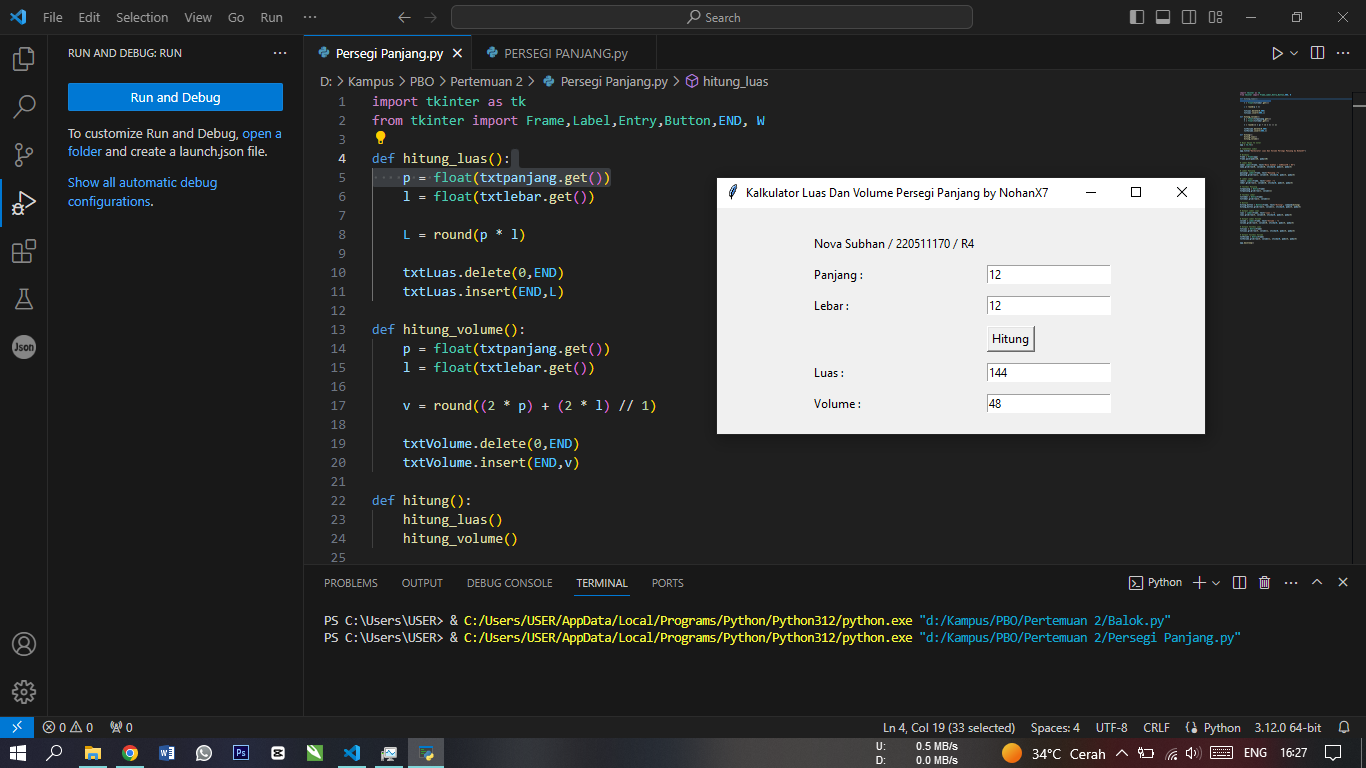 File Edit Selection View Go Run ···
Search
RUN AND DEBUG: RUN ···
Run and Debug
To customize Run and Debug, open a
folder and create a launch.json file.
Show all automatic debug
configurations.
Json
Persegi Panjang.py
PERSEGI PANJANG.py
D: > Kampus > PBO > Pertemuan 2 > Persegi Panjang.py > hitung_luas
1 import tkinter as tk
2 from tkinter import Frame,Label,Entry,Button,END, W
3
4 def hitung_luas():
5 p = float(txtpanjang.get())
6 l = float(txtlebar.get())
7
8 L = round(p * l)
9
10 txtLuas.delete(0,END)
11 txtLuas.insert(END,L)
12
13 def hitung_volume():
14 p = float(txtpanjang.get())
15 l = float(txtlebar.get())
16
17 v = round((2 * p) + (2 * l) // 1)
18
19 txtVolume.delete(0,END)
20 txtVolume.insert(END,v)
21
22 def hitung():
23 hitung_luas()
24 hitung_volume()
25
Kalkulator Luas Dan Volume Persegi Panjang by NohanX7
Nova Subhan / 220511170 / R4
Panjang : 12
Lebar : 12
Hitung
Luas : 144
Volume : 48
PROBLEMS OUTPUT DEBUG CONSOLE TERMINAL PORTS
Python
PS C:\Users\USER> & C:/Users/USER/AppData/Local/Programs/Python/Python312/python.exe "d:/Kampus/PBO/Pertemuan 2/Balok.py"
PS C:\Users\USER> & C:/Users/USER/AppData/Local/Programs/Python/Python312/python.exe "d:/Kampus/PBO/Pertemuan 2/Persegi Panjang.py"
0 0 0
Ln 4, Col 19 (33 selected) Spaces: 4 UTF-8 CRLF Python 3.12.0 64-bit
U: 0.5 MB/s
D: 0.0 MB/s
34°C Cerah
ENG 16:27